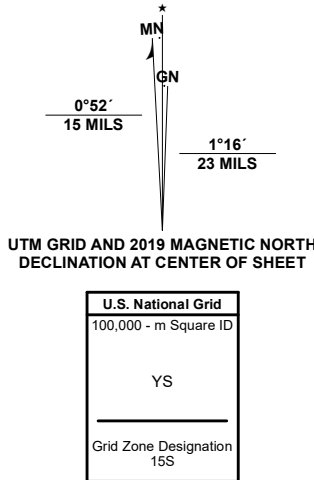 MN
GN
0°52´
15 MILS
1°16´
23 MILS
UTM GRID AND 2019 MAGNETIC NORTH
DECLINATION AT CENTER OF SHEET
U.S. National Grid
100,000 - m Square ID
YS
Grid Zone Designation
15S